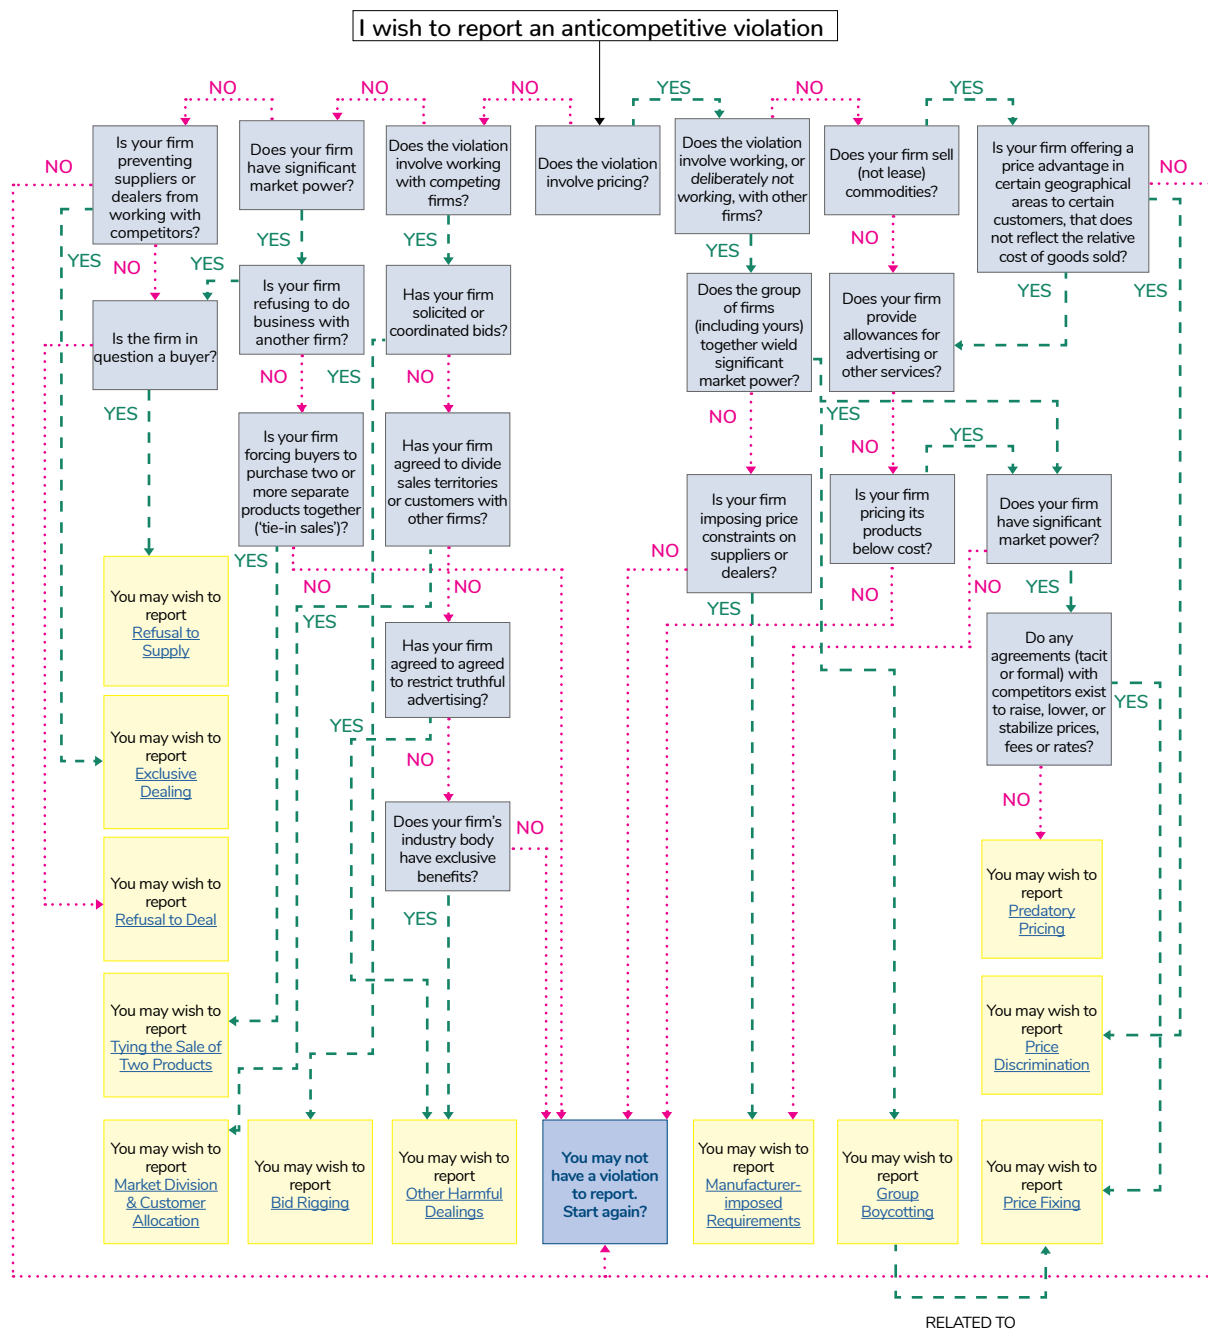 I wish to report an anticompetitive violation
NO
NO
NO
YES
NO
YES
Is your firm
preventing
suppliers or
dealers from
working with
competitors?
Does your firm
have significant
market power?
Does the violation
involve working
with competing
firms?
Does the violation
involve pricing?
Does the violation
involve working, or
deliberately not
working, with other
firms?
Does your firm sell
(not lease)
commodities?
Is your firm offering a
price advantage in
certain geographical
areas to certain
customers, that does
not reflect the relative
cost of goods sold?
NO
NO
YES
NO
YES
YES
YES
YES
NO
YES
YES
Is the firm in
question a buyer?
Is your firm
refusing to do
business with
another firm?
Has your firm
solicited or
coordinated bids?
Does the group
of firms
(including yours)
together wield
significant
market power?
Does your firm
provide
allowances for
advertising or
other services?
YES
NO
YES
NO
NO
YES
NO
YES
Is your firm
forcing buyers to
purchase two or
more separate
products together
(‘tie-in sales’)?
Has your firm
agreed to divide
sales territories
or customers with
other firms?
Is your firm
imposing price
constraints on
suppliers or
dealers?
Is your firm
pricing its
products
below cost?
Does your firm
have significant
market power?
YES
NO
YES
NO
NO
YES
NO
NO
YES
You may wish to
report
Refusal to
Supply
Has your firm
agreed to agreed
to restrict truthful
advertising?
Do any
agreements (tacit
or formal) with
competitors exist
to raise, lower, or
stabilize prices,
fees or rates?
YES
YES
NO
NO
You may wish to
report
Exclusive
Dealing
Does your firm’s
industry body
have exclusive
benefits?
NO
YES
You may wish to
report
Refusal to Deal
You may wish to
report
Predatory
Pricing
You may wish to
report
Tying the Sale of
Two Products
You may wish to
report
Price
Discrimination
You may wish to
report
Market Division
& Customer
Allocation
You may wish to
report
Bid Rigging
You may wish to
report
Other Harmful
Dealings
You may not
have a violation
to report.
Start again?
You may wish to
report
Manufacturer-
imposed
Requirements
You may wish to
report
Group
Boycotting
You may wish to
report
Price Fixing
RELATED TO